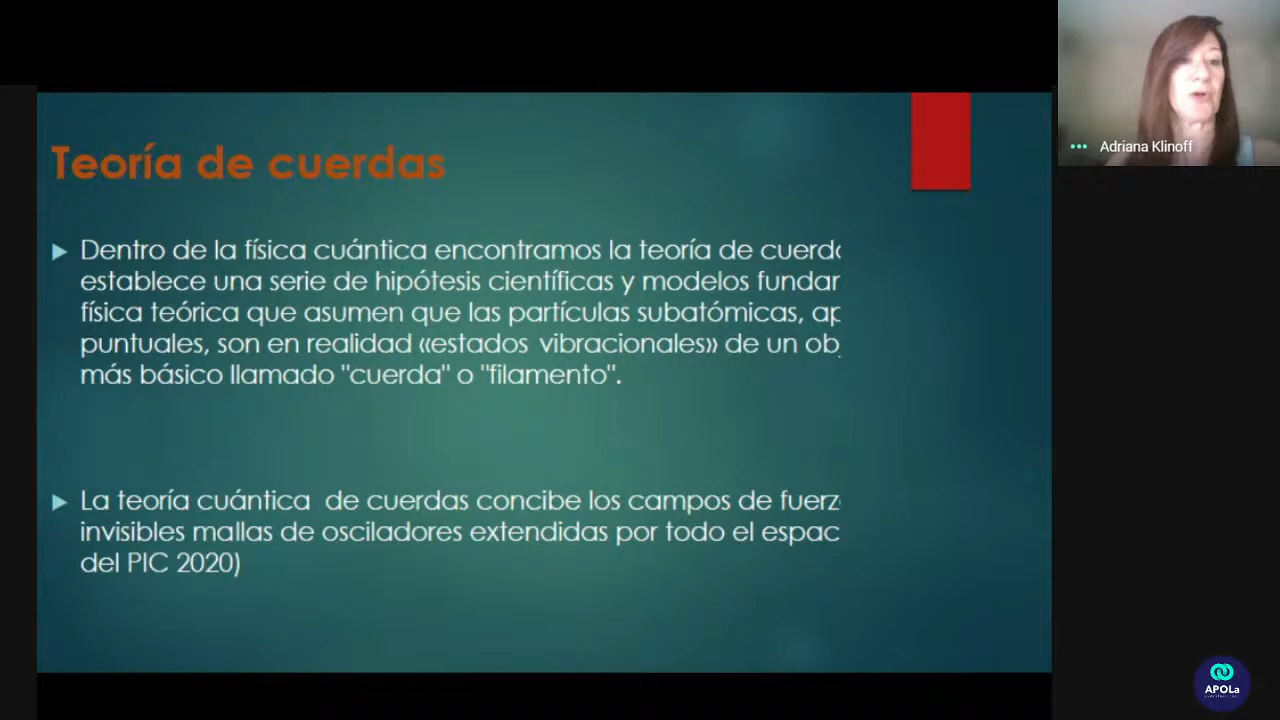 Teoría de cuerdas
Dentro de la física cuántica encontramos la teoría de
establece una serie de hipótesis científicas y modelos
física teórica que asumen que las partículas subatómicas,
puntuales, son en realidad «estados vibracionales» de un
más básico llamado "cuerda" o "filamento".
La teoría cuántica de cuerdas concibe los campos de
invisibles mallas de osciladores extendidas por todo el
del PIC 2020)
Adriana Klinoff
APOLa